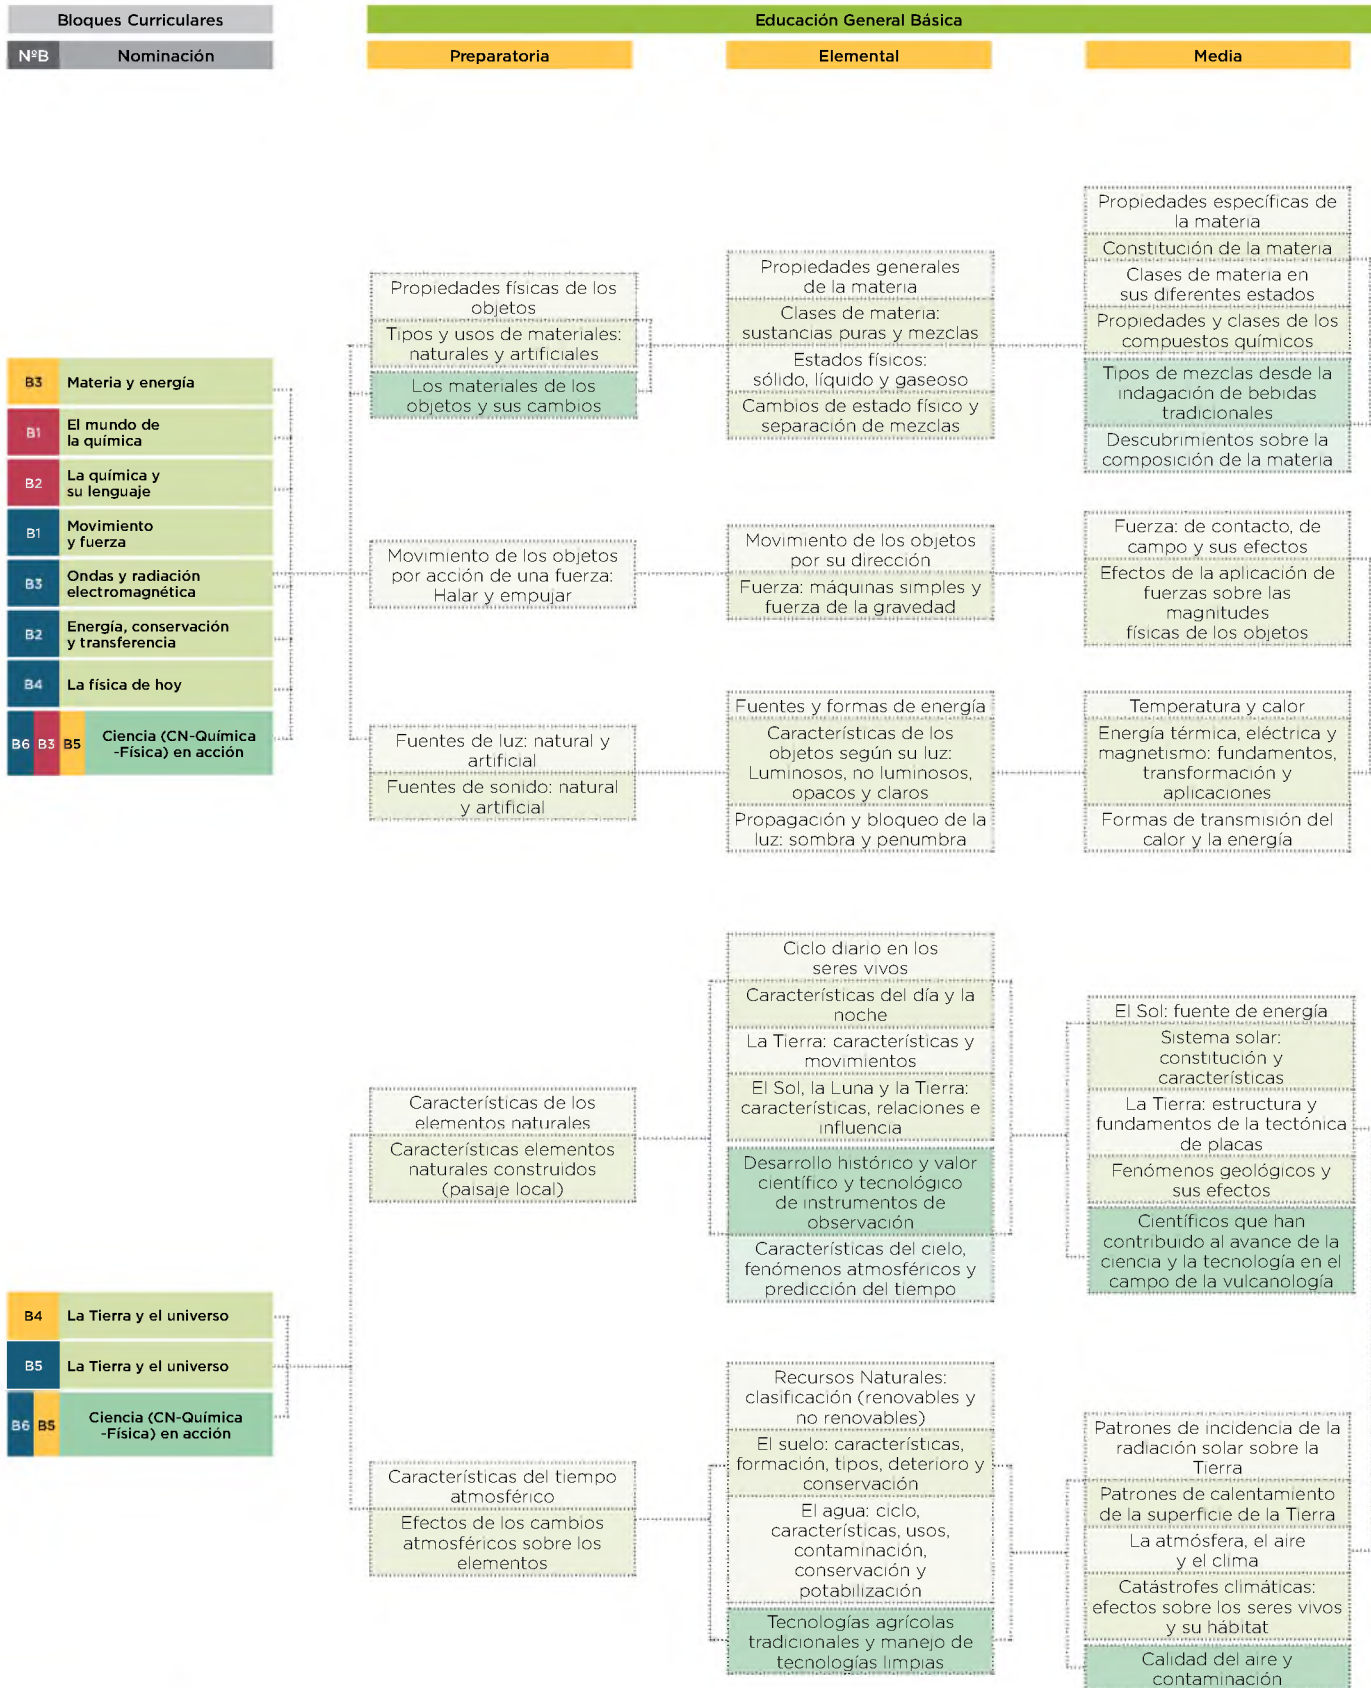 Bloques Curriculares
Educación General Básica
NºB
Nominación
Preparatoria
Elemental
Media
B3
Materia y energía
B1
El mundo de
la química
B2
La química y
su lenguaje
B1
Movimiento
y fuerza
B3
Ondas y radiación
electromagnética
B2
Energía, conservación
y transferencia
B4
La física de hoy
B6
B3
B5
Ciencia (CN-Química
-Física) en acción
Propiedades físicas de los
objetos
Tipos y usos de materiales:
naturales y artificiales
Los materiales de los
objetos y sus cambios
Propiedades generales
de la materia
Clases de materia:
sustancias puras y mezclas
Estados físicos:
sólido, líquido y gaseoso
Cambios de estado físico y
separación de mezclas
Propiedades específicas de
la materia
Constitución de la materia
Clases de materia en
sus diferentes estados
Propiedades y clases de los
compuestos químicos
Tipos de mezclas desde la
indagación de bebidas
tradicionales
Descubrimientos sobre la
composición de la materia
Movimiento de los objetos
por acción de una fuerza:
Halar y empujar
Movimiento de los objetos
por su dirección
Fuerza: máquinas simples y
fuerza de la gravedad
Fuerza: de contacto, de
campo y sus efectos
Efectos de la aplicación de
fuerzas sobre las
magnitudes
físicas de los objetos
Fuentes de luz: natural y
artificial
Fuentes de sonido: natural
y artificial
Fuentes y formas de energía
Características de los
objetos según su luz:
Luminosos, no luminosos,
opacos y claros
Propagación y bloqueo de la
luz: sombra y penumbra
Temperatura y calor
Energía térmica, eléctrica y
magnetismo: fundamentos,
transformación y
aplicaciones
Formas de transmisión del
calor y la energía
B4
La Tierra y el universo
B5
La Tierra y el universo
B6
B5
Ciencia (CN-Química
-Física) en acción
Características de los
elementos naturales
Características elementos
naturales construidos
(paisaje local)
Ciclo diario en los
seres vivos
Características del día y la
noche
La Tierra: características y
movimientos
El Sol, la Luna y la Tierra:
características, relaciones e
influencia
Desarrollo histórico y valor
científico y tecnológico
de instrumentos de
observación
Características del cielo,
fenómenos atmosféricos y
predicción del tiempo
El Sol: fuente de energía
Sistema solar:
constitución y
características
La Tierra: estructura y
fundamentos de la tectónica
de placas
Fenómenos geológicos y
sus efectos
Científicos que han
contribuido al avance de la
ciencia y la tecnología en el
campo de la vulcanología
Características del tiempo
atmosférico
Efectos de los cambios
atmosféricos sobre los
elementos
Recursos Naturales:
clasificación (renovables y
no renovables)
El suelo: características,
formación, tipos, deterioro y
conservación
El agua: ciclo,
características, usos,
contaminación,
conservación y
potabilización
Tecnologías agrícolas
tradicionales y manejo de
tecnologías limpias
Patrones de incidencia de la
radiación solar sobre la
Tierra
Patrones de calentamiento
de la superficie de la Tierra
La atmósfera, el aire
y el clima
Catástrofes climáticas:
efectos sobre los seres vivos
y su hábitat
Calidad del aire y
contaminación